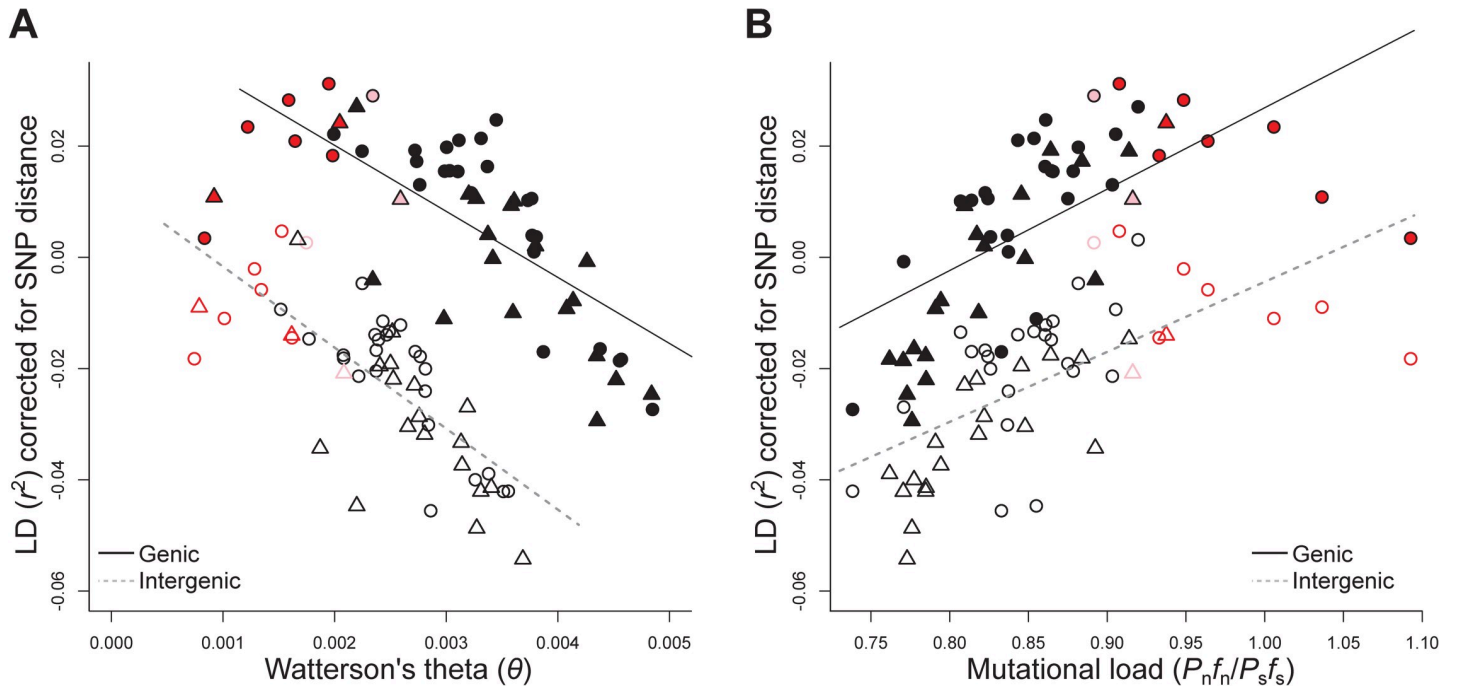 A
LD (r²) corrected for SNP distance
0.02
0.00
-0.02
-0.04
-0.06
Genic
Intergenic
0.000 0.001 0.002 0.003 0.004 0.005
Watterson's theta (θ)
B
LD (r²) corrected for SNP distance
0.02
0.00
-0.02
-0.04
-0.06
Genic
Intergenic
0.75 0.80 0.85 0.90 0.95 1.00 1.05 1.10
Mutational load (Pₙfₙ/Pₛfₛ)